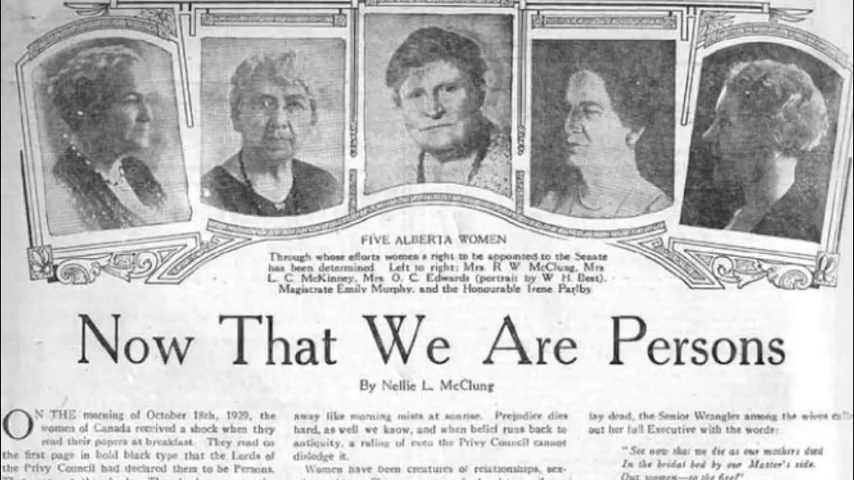 FIVE ALBERTA WOMEN
Through whose efforts women s right to be appointed to the Senate
has been determined Left to right: Mrs. R W McClung, Mrs
L. C. McKinney, Mrs. O. C. Edwards (portrait by W H. Best),
Magistrate Emily Murphy, and the Honourable Irene Parlby
Now That We Are Persons
By Nellie L. McClung
ON THE morning of October 18th, 1929, the
women of Canada received a shock when they
read their papers at breakfast. They read on
the first page in bold black type that the Lords of
the Privy Council had declared them to be Persons.
away like morning mists at sunrise. Prejudice dies
hard, as well we know, and when belief runs back to
antiquity, a ruling of even the Privy Council cannot
dislodge it.
Women have been creatures of relationships, sex-
lay dead, the Senior Wrangler among the wives
out her full Executive with the words:
"See now that we die as our mothers died
In the bridal bed by our Master's side.
Out, women—to the fire!"